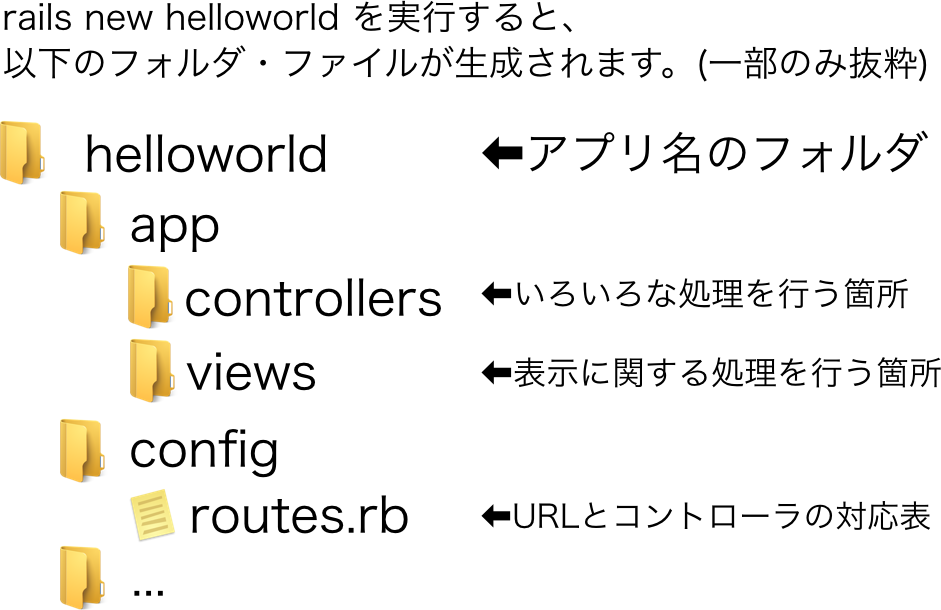 rails new helloworld を実行すると、
以下のフォルダ・ファイルが生成されます。(一部のみ抜粋)
helloworld ⬅アプリ名のフォルダ
app
controllers ⬅いろいろな処理を行う箇所
views ⬅表示に関する処理を行う箇所
config
routes.rb ⬅URLとコントローラの対応表
...